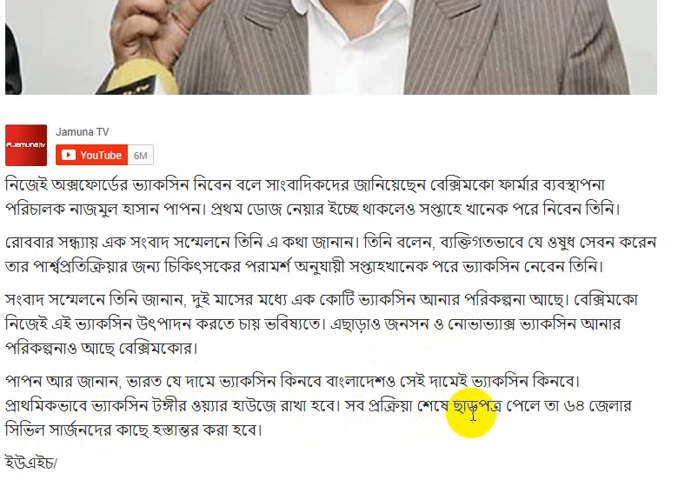 Jamuna TV
YouTube 6M
নিজেই অক্সফোর্ডের ভ্যাকসিন নিবেন বলে সাংবাদিকদের জানিয়েছেন বেক্সিমকো ফার্মার ব্যবস্থাপনা
পরিচালক নাজমুল হাসান পাপন। প্রথম ডোজ নেয়ার ইচ্ছে থাকলেও সপ্তাহে খানেক পরে নিবেন তিনি।
রোববার সন্ধ্যায় এক সংবাদ সম্মেলনে তিনি এ কথা জানান। তিনি বলেন, ব্যক্তিগতভাবে যে ওষুধ সেবন করেন
তার পার্শ্বপ্রতিক্রিয়ার জন্য চিকিৎসকের পরামর্শ অনুযায়ী সপ্তাহখানেক পরে ভ্যাকসিন নেবেন তিনি।
সংবাদ সম্মেলনে তিনি জানান, দুই মাসের মধ্যে এক কোটি ভ্যাকসিন আনার পরিকল্পনা আছে। বেক্সিমকো
নিজেই এই ভ্যাকসিন উৎপাদন করতে চায় ভবিষ্যতে। এছাড়াও জনসন ও নোভাভ্যাক্স ভ্যাকসিন আনার
পরিকল্পনাও আছে বেক্সিমকোর।
পাপন আর জানান, ভারত যে দামে ভ্যাকসিন কিনবে বাংলাদেশও সেই দামেই ভ্যাকসিন কিনবে।
প্রাথমিকভাবে ভ্যাকসিন টঙ্গীর ওয়্যার হাউজে রাখা হবে। সব প্রক্রিয়া শেষে ছাড়পত্র পেলে তা ৬৪ জেলার
সিভিল সার্জনদের কাছে হস্তান্তর করা হবে।
ইউএইচ/